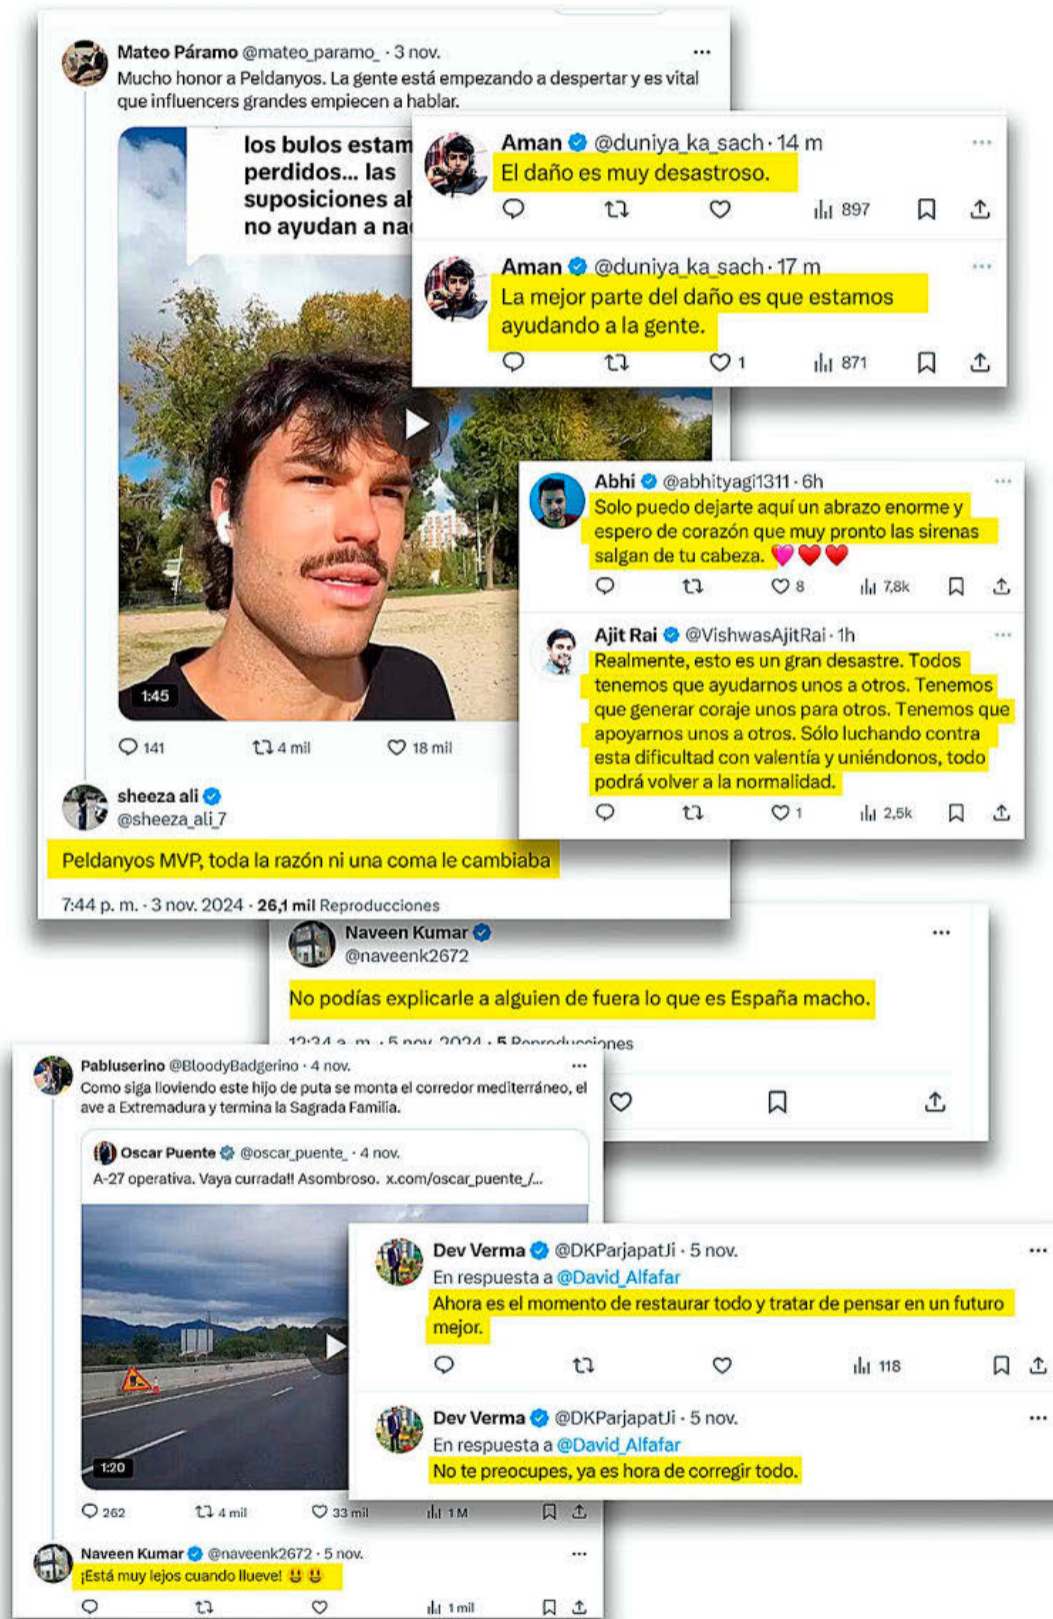 Mateo Páramo @mateo_paramo_ · 3 nov.
Mucho honor a Peldanyos. La gente está empezando a despertar y es vital
que influencers grandes empiecen a hablar.
los bulos estam
perdidos... las
suposiciones ah
no ayudan a na
1:45
141 4 mil 18 mil
sheeza ali
@sheeza_ali_7
Peldanyos MVP, toda la razón ni una coma le cambiaba
7:44 p. m. · 3 nov. 2024 · 26,1 mil Reproducciones
Aman @duniya_ka_sach · 14 m
El daño es muy desastroso.
897
Aman @duniya_ka_sach · 17 m
La mejor parte del daño es que estamos
ayudando a la gente.
1 871
Abhi @abhityagi1311 · 6h
Solo puedo dejarte aquí un abrazo enorme y
espero de corazón que muy pronto las sirenas
salgan de tu cabeza. 💓❤️❤️
8 7,8k
Ajit Rai @VishwasAjitRai · 1h
Realmente, esto es un gran desastre. Todos
tenemos que ayudarnos unos a otros. Tenemos
que generar coraje unos para otros. Tenemos que
apoyarnos unos a otros. Sólo luchando contra
esta dificultad con valentía y uniéndonos, todo
podrá volver a la normalidad.
1 2,5k
Naveen Kumar
@naveenk2672
No podías explicarle a alguien de fuera lo que es España macho.
12:34 a. m. · 5 nov. 2024 · 5 Reproducciones
Pabluserino @BloodyBadgerino · 4 nov.
Como siga lloviendo este hijo de puta se monta el corredor mediterráneo, el
ave a Extremadura y termina la Sagrada Familia.
Oscar Puente @oscar_puente_ · 4 nov.
A-27 operativa. Vaya currada!! Asombroso. x.com/oscar_puente_/...
1:20
262 4 mil 33 mil 1 M
Naveen Kumar @naveenk2672 · 5 nov.
¡Está muy lejos cuando llueve! 😃 😃
1 mil
Dev Verma @DKParjapatJi · 5 nov.
En respuesta a @David_Alfafar
Ahora es el momento de restaurar todo y tratar de pensar en un futuro
mejor.
118
Dev Verma @DKParjapatJi · 5 nov.
En respuesta a @David_Alfafar
No te preocupes, ya es hora de corregir todo.